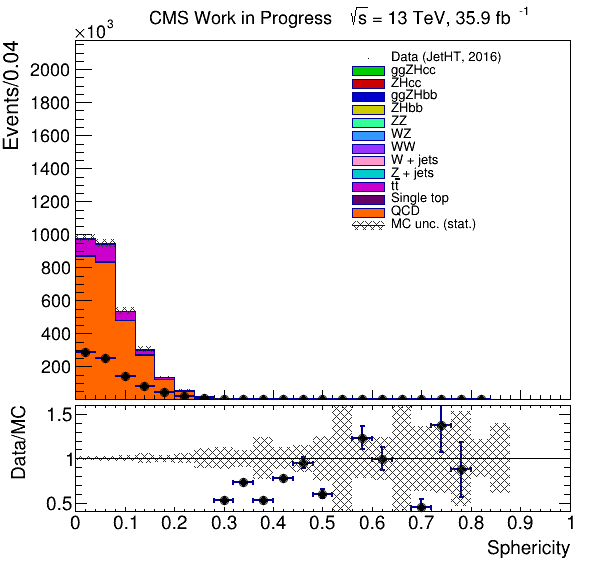 CMS Work in Progress √s = 13 TeV, 35.9 fb⁻¹
×10³
Events/0.04
2000
1800
1600
1400
1200
1000
800
600
400
200
Data (JetHT, 2016)
ggZHcc
ZHcc
ggZHbb
ZHbb
ZZ
WZ
WW
W + jets
Z + jets
tt̅
Single top
QCD
MC unc. (stat.)
Data/MC
1.5
1
0.5
0 0.1 0.2 0.3 0.4 0.5 0.6 0.7 0.8 0.9 1
Sphericity